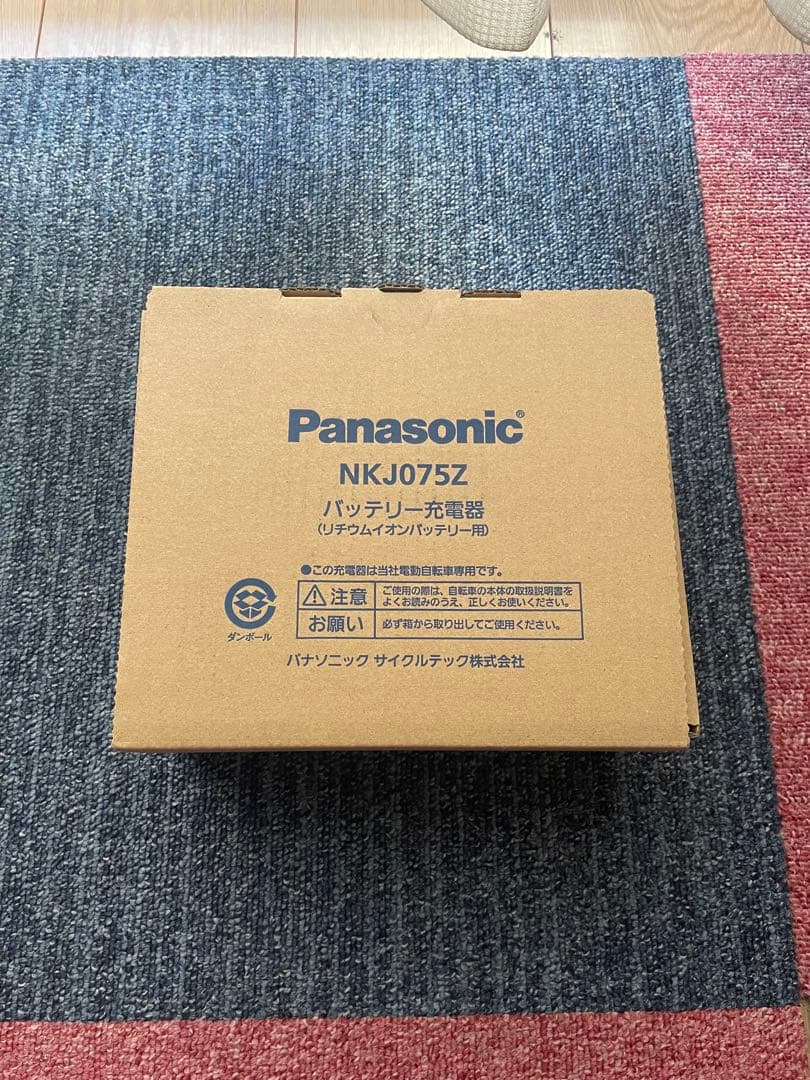 Panasonic®
NKJ075Z
バッテリー充電器
(リチウムイオンバッテリー用)
●この充電器は当社電動自転車専用です。
注意
ご使用の際は、自転車の本体の取扱説明書を
よくお読みのうえ、正しくお使いください。
お願い
必ず箱から取り出してご使用ください。
ダンボール
パナソニック サイクルテック株式会社